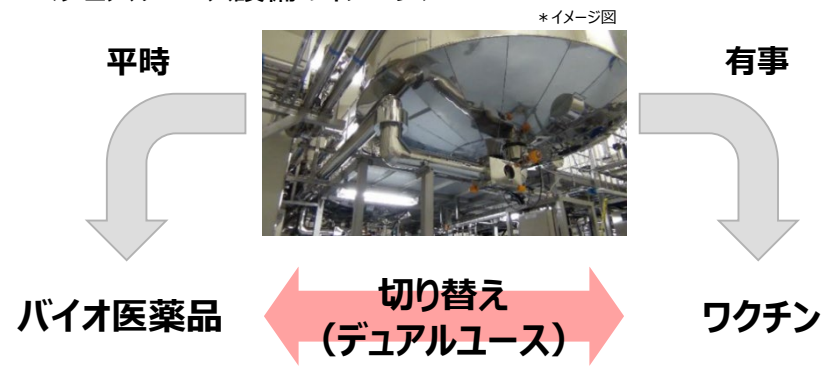 ＊イメージ図
平時
有事
バイオ医薬品
切り替え
（デュアルユース）
ワクチン